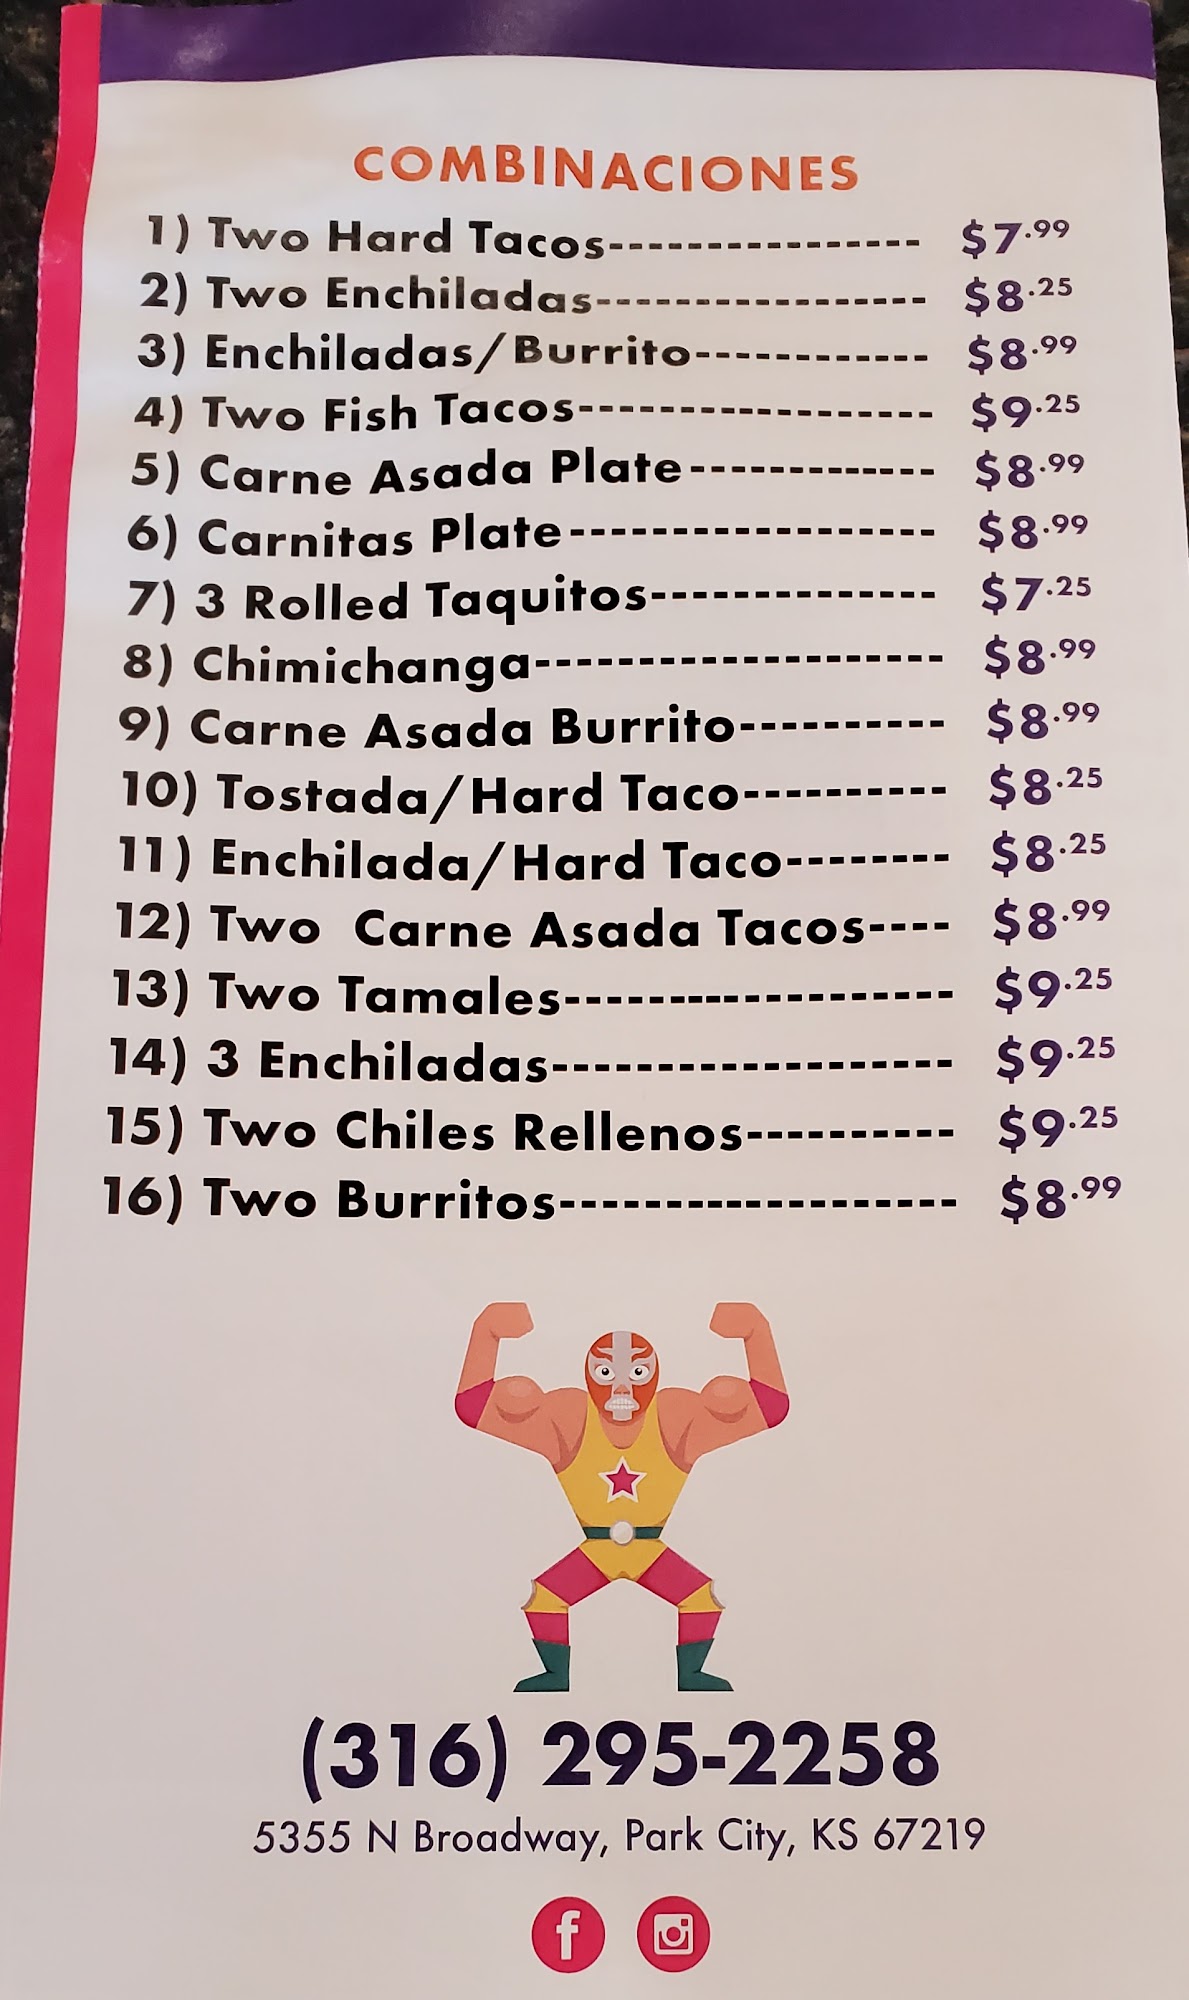 COMBINACIONES
1) Two Hard Tacos---------------- $7.99
2) Two Enchiladas----------------- $8.25
3) Enchiladas/Burrito------------ $8.99
4) Two Fish Tacos------------------ $9.25
5) Carne Asada Plate------------- $8.99
6) Carnitas Plate------------------ $8.99
7) 3 Rolled Taquitos-------------- $7.25
8) Chimichanga-------------------- $8.99
9) Carne Asada Burrito---------- $8.99
10) Tostada/Hard Taco---------- $8.25
11) Enchilada/Hard Taco-------- $8.25
12) Two Carne Asada Tacos---- $8.99
13) Two Tamales------------------- $9.25
14) 3 Enchiladas------------------- $9.25
15) Two Chiles Rellenos---------- $9.25
16) Two Burritos------------------- $8.99
(316) 295-2258
5355 N Broadway, Park City, KS 67219